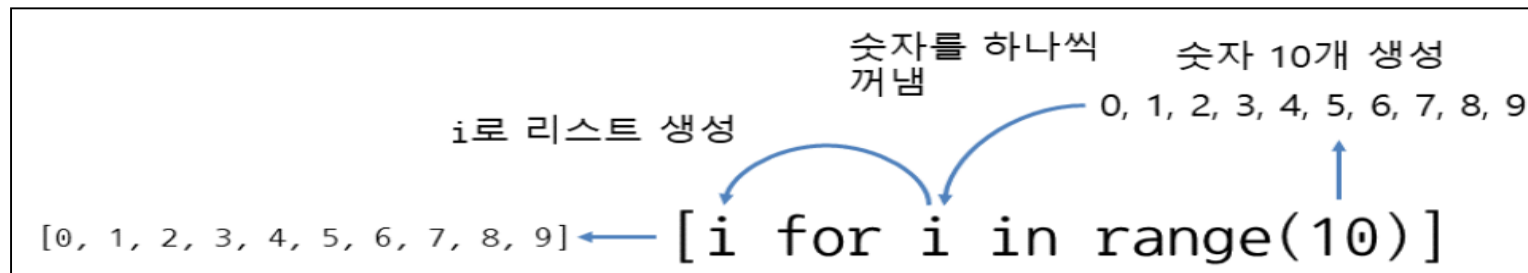 숫자를 하나씩
꺼냄
숫자 10개 생성
0, 1, 2, 3, 4, 5, 6, 7, 8, 9
i로 리스트 생성
[0, 1, 2, 3, 4, 5, 6, 7, 8, 9]
[i for i in range(10)]